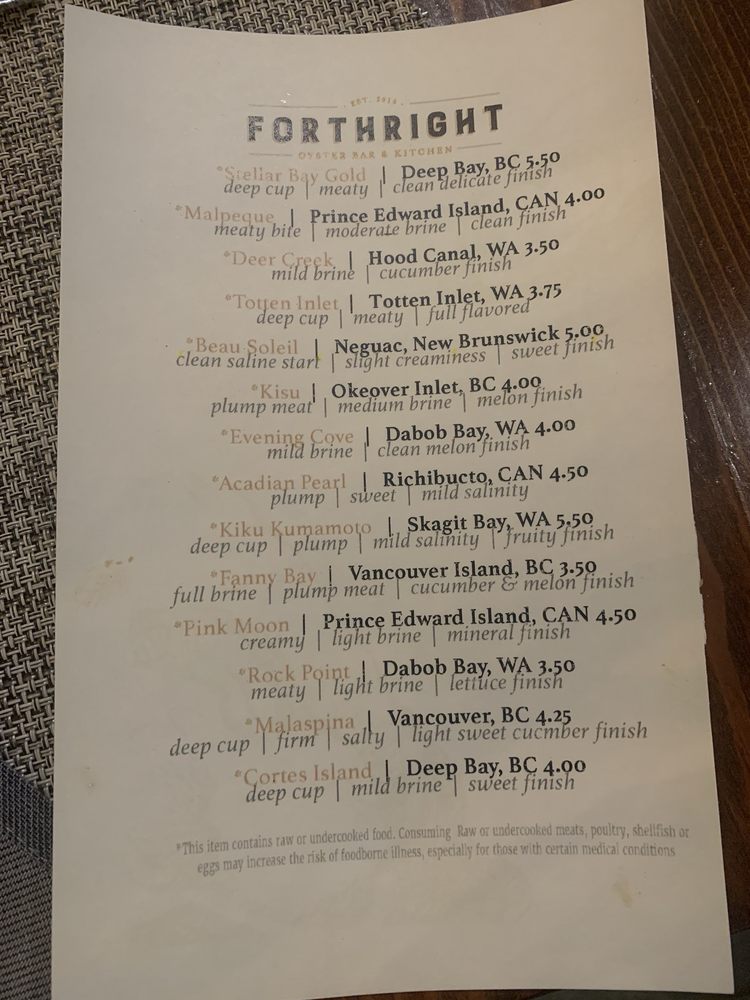 EST. 2016
FORTHRIGHT
OYSTER BAR & KITCHEN
*Stellar Bay Gold | Deep Bay, BC 5.50
deep cup | meaty | clean delicate finish
*Malpeque | Prince Edward Island, CAN 4.00
meaty bite | moderate brine | clean finish
*Deer Creek | Hood Canal, WA 3.50
mild brine | cucumber finish
*Totten Inlet | Totten Inlet, WA 3.75
deep cup | meaty | full flavored
*Beau Soleil | Neguac, New Brunswick 5.00
clean saline start | slight creaminess | sweet finish
*Kisu | Okeover Inlet, BC 4.00
plump meat | medium brine | melon finish
*Evening Cove | Dabob Bay, WA 4.00
mild brine | clean melon finish
*Acadian Pearl | Richibucto, CAN 4.50
plump | sweet | mild salinity
*Kiku Kumamoto | Skagit Bay, WA 5.50
deep cup | plump | mild salinity | fruity finish
*Fanny Bay | Vancouver Island, BC 3.50
full brine | plump meat | cucumber & melon finish
*Pink Moon | Prince Edward Island, CAN 4.50
creamy | light brine | mineral finish
*Rock Point | Dabob Bay, WA 3.50
meaty | light brine | lettuce finish
*Malaspina | Vancouver, BC 4.25
deep cup | firm | salty | light sweet cucmber finish
*Cortes Island | Deep Bay, BC 4.00
deep cup | mild brine | sweet finish
*This item contains raw or undercooked food. Consuming Raw or undercooked meats, poultry, shellfish or
eggs may increase the risk of foodborne illness, especially for those with certain medical conditions